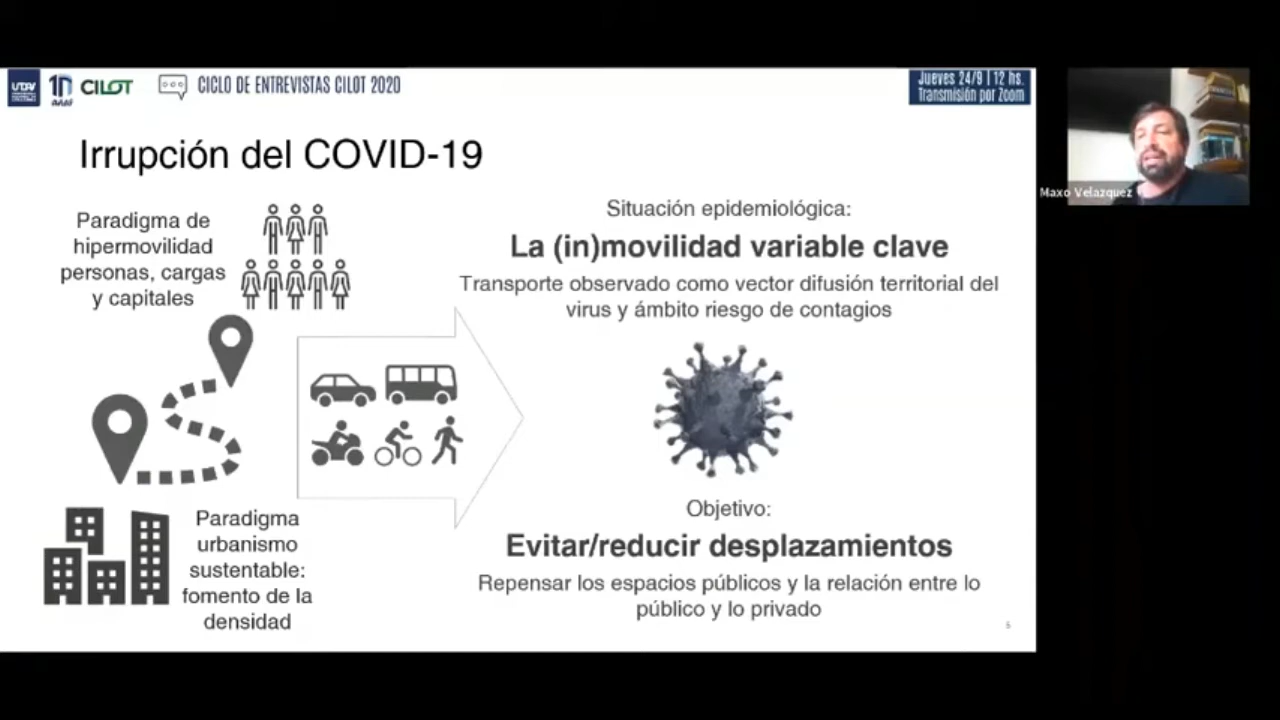 UTDV
10
años
CILOT
CICLO DE ENTREVISTAS CILOT 2020
Jueves 24/9 | 12 hs.
Transmisión por Zoom
Irrupción del COVID-19
Paradigma de
hipermovilidad
personas, cargas
y capitales
Situación epidemiológica:
La (in)movilidad variable clave
Transporte observado como vector difusión territorial del
virus y ámbito riesgo de contagios
Paradigma
urbanismo
sustentable:
fomento de la
densidad
Objetivo:
Evitar/reducir desplazamientos
Repensar los espacios públicos y la relación entre lo
público y lo privado
Maxo Velazquez